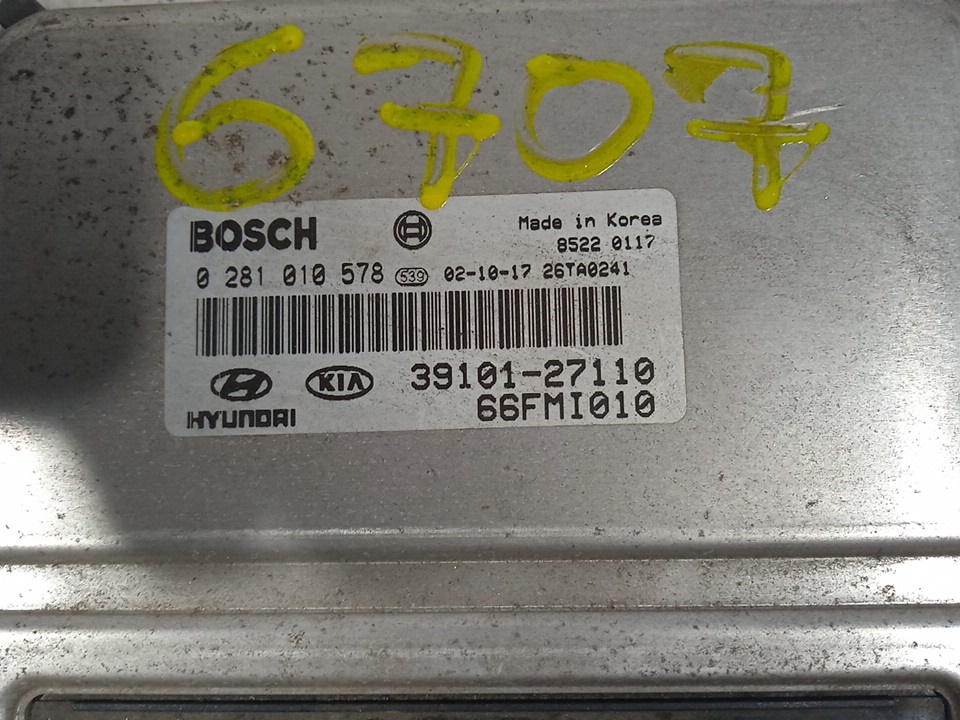 6707
BOSCH
Made in Korea
8522 0117
0 281 010 578 539 02-10-17 26TA0241
HYUNDAI KIA 39101-27110
66FMI010